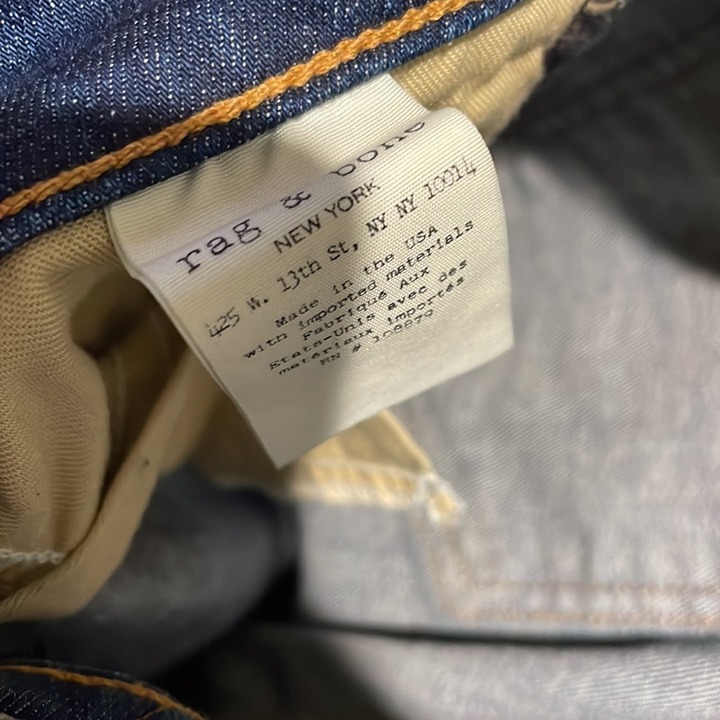 rag & bone
NEW YORK
425 W. 13th St, NY NY 10014
Made in the USA
with imported materials
Fabriqué Aux
Etats-Unis avec des
matériaux importés
RN #